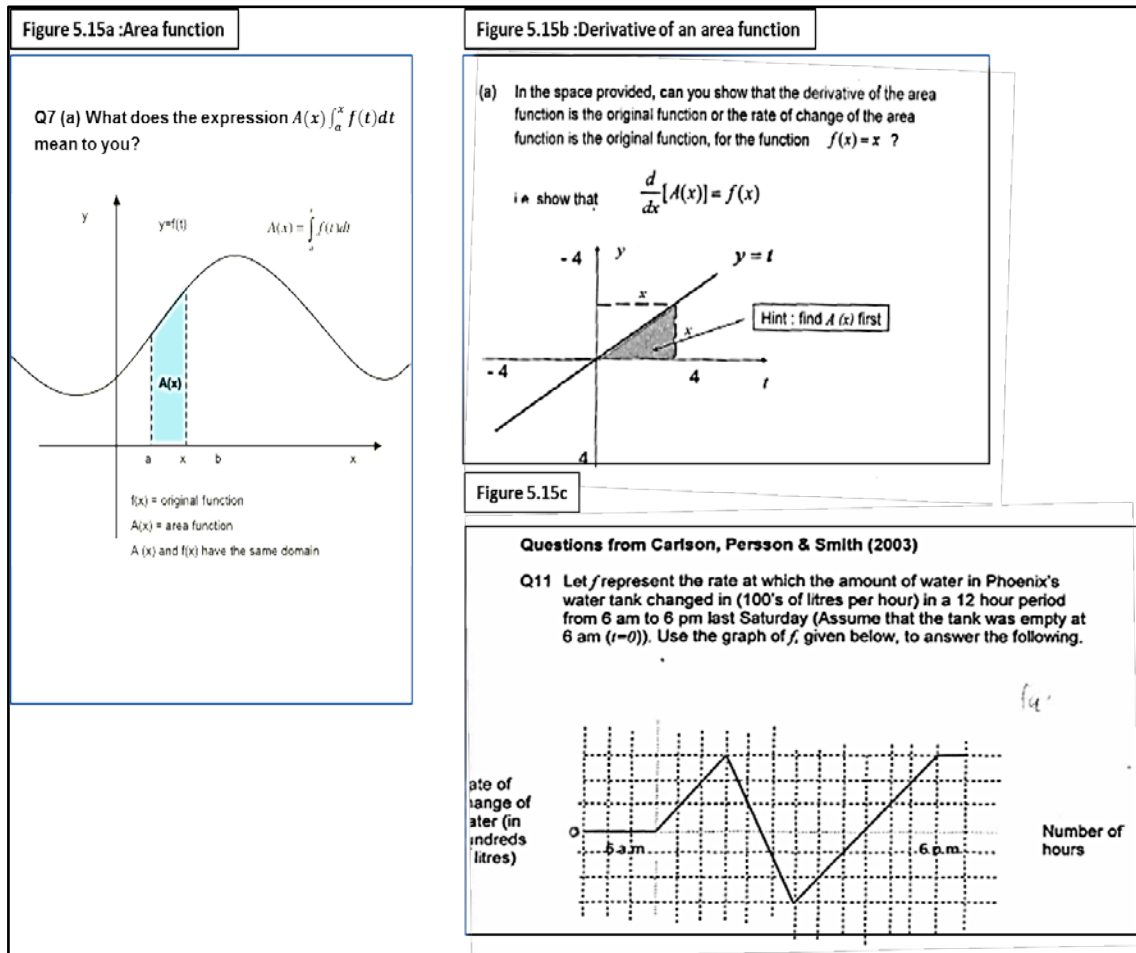 Figure 5.15a :Area function
Q7 (a) What does the expression A(x) ∫ₐˣ f(t)dt
mean to you?
y
y=f(t)
A(x) = ∫ₐˣ f(t)dt
A(x)
a x b x
f(x) = original function
A(x) = area function
A (x) and f(x) have the same domain
Figure 5.15b :Derivative of an area function
(a) In the space provided, can you show that the derivative of the area
function is the original function or the rate of change of the area
function is the original function, for the function f(x) = x ?
i.e show that d/dx [A(x)] = f(x)
- 4 y
y = t
x
x
Hint : find A (x) first
- 4
4
t
4
Figure 5.15c
Questions from Carlson, Persson & Smith (2003)
Q11 Let f represent the rate at which the amount of water in Phoenix's
water tank changed in (100's of litres per hour) in a 12 hour period
from 6 am to 6 pm last Saturday (Assume that the tank was empty at
6 am (t=0)). Use the graph of f, given below, to answer the following.
ate of
ange of
ater (in
ndreds
litres)
0
6 a.m
6 p.m
Number of
hours